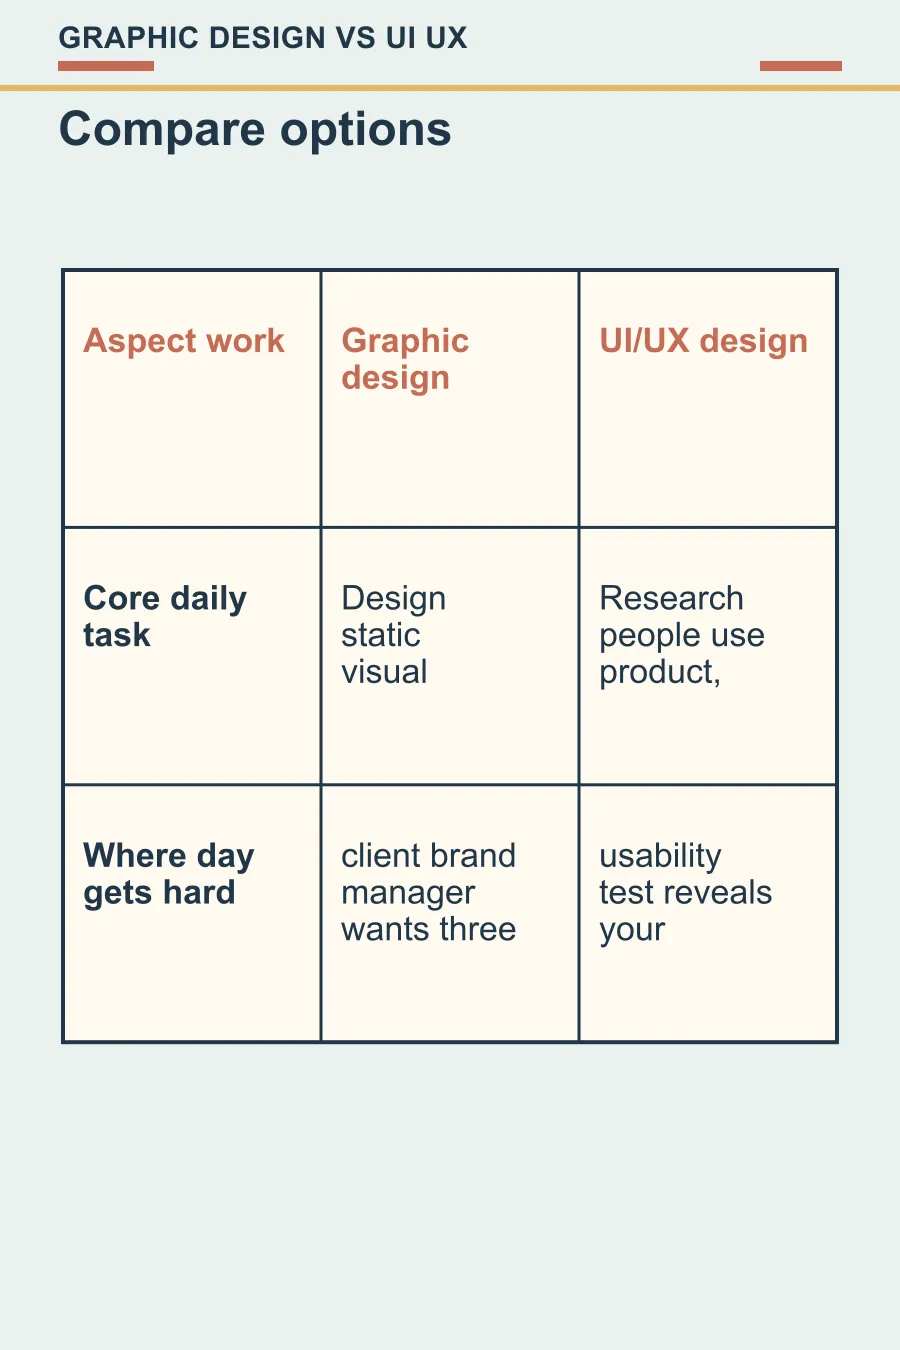 GRAPHIC DESIGN VS UI UX
Compare options
Aspect work
Graphic
design
UI/UX design
Core daily
task
Design
static
visual
Research
people use
product,
Where day
gets hard
client brand
manager
wants three
usability
test reveals
your